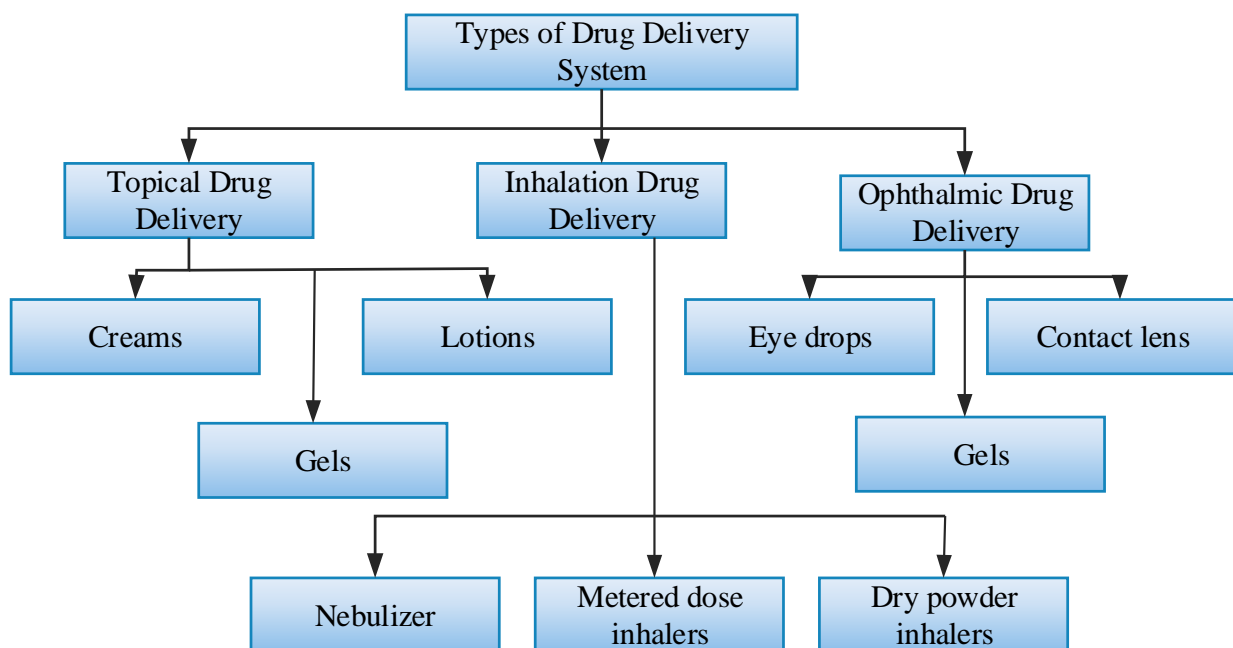 Types of Drug Delivery
System
Topical Drug
Delivery
Inhalation Drug
Delivery
Ophthalmic Drug
Delivery
Creams
Lotions
Eye drops
Contact lens
Gels
Gels
Nebulizer
Metered dose
inhalers
Dry powder
inhalers